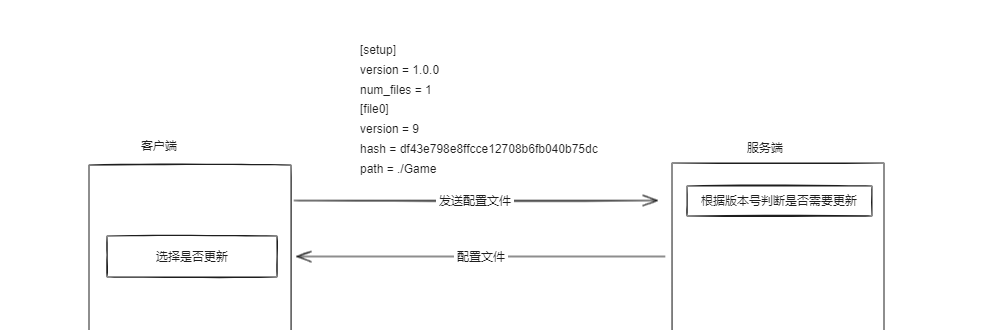 [setup]
version = 1.0.0
num_files = 1
[file0]
version = 9
hash = df43e798e8ffcce12708b6fb040b75dc
path = ./Game
客户端
服务端
发送配置文件
根据版本号判断是否需要更新
选择是否更新
配置文件